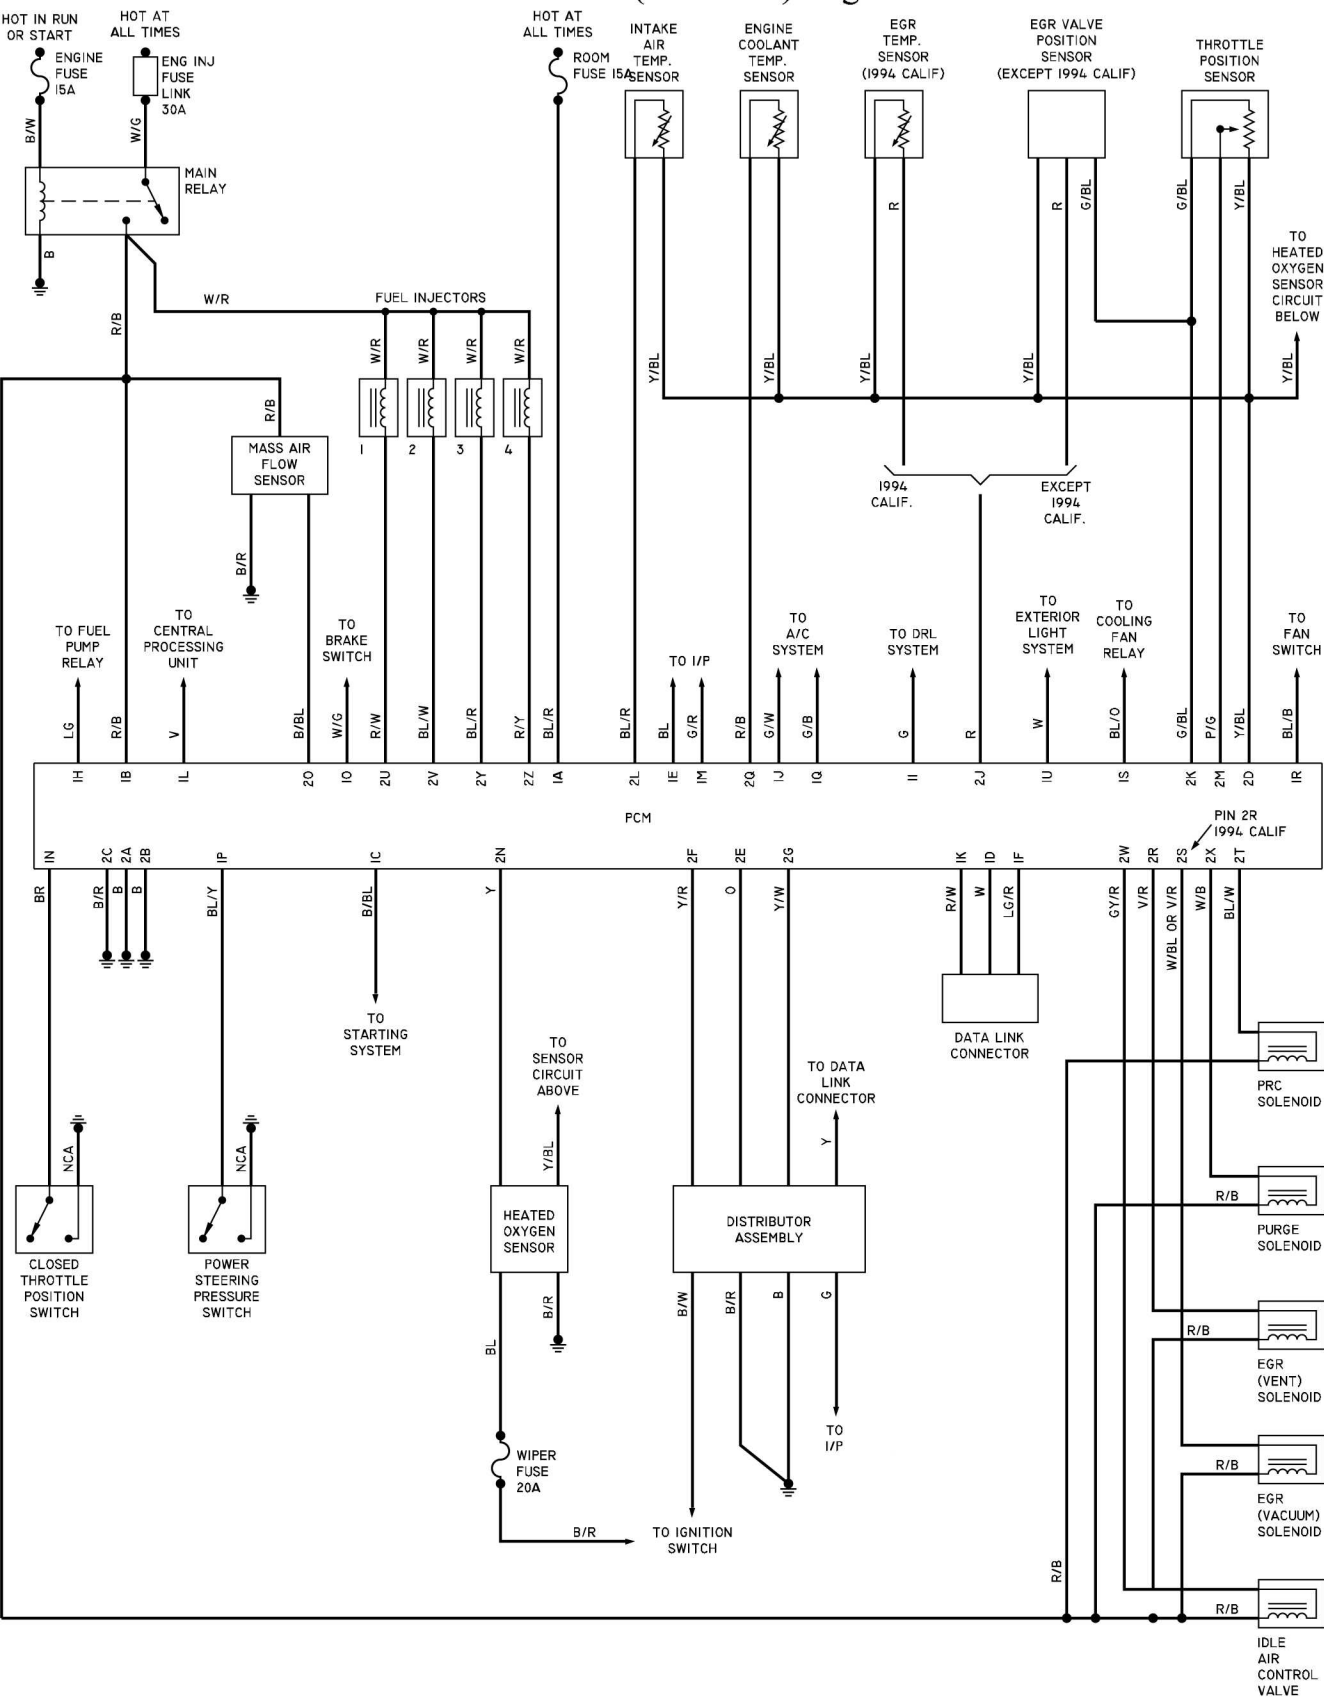 HOT IN RUN
OR START
HOT AT
ALL TIMES
ENGINE
FUSE
15A
ENG INJ
FUSE
LINK
30A
HOT AT
ALL TIMES
ROOM
FUSE 15A
INTAKE
AIR
TEMP.
SENSOR
ENGINE
COOLANT
TEMP.
SENSOR
EGR
TEMP.
SENSOR
(1994 CALIF)
EGR VALVE
POSITION
SENSOR
(EXCEPT 1994 CALIF)
THROTTLE
POSITION
SENSOR
B/W
W/G
MAIN
RELAY
B
R
R
G/BL
G/BL
Y/BL
TO
HEATED
OXYGEN
SENSOR
CIRCUIT
BELOW
W/R
FUEL INJECTORS
R/B
W/R
W/R
W/R
W/R
Y/BL
Y/BL
Y/BL
Y/BL
Y/BL
R/B
MASS AIR
FLOW
SENSOR
1
2
3
4
1994
CALIF.
EXCEPT
1994
CALIF.
B/R
TO FUEL
PUMP
RELAY
TO
CENTRAL
PROCESSING
UNIT
TO
BRAKE
SWITCH
TO I/P
TO
A/C
SYSTEM
TO DRL
SYSTEM
TO
EXTERIOR
LIGHT
SYSTEM
TO
COOLING
FAN
RELAY
TO
FAN
SWITCH
LG
R/B
V
B/BL
W/G
R/W
BL/W
BL/R
R/Y
BL/R
BL/R
BL
G/R
R/B
G/W
G/B
G
R
W
BL/O
G/BL
P/G
Y/BL
BL/B
1H
1B
1L
2O
1O
2U
2V
2Y
2Z
1A
2L
1E
1M
2Q
1J
1Q
1I
2J
1U
1S
2K
2M
2D
1R
PCM
PIN 2R
1994 CALIF
1N
2C
2A
2B
1P
1C
2N
2F
2E
2G
1K
1D
1F
2W
2R
2S
2X
2T
BR
B/R
B
B
BL/Y
B/BL
Y
Y/R
O
Y/W
R/W
W
LG/R
GY/R
V/R
W/BL OR V/R
W/B
BL/W
TO
STARTING
SYSTEM
TO
SENSOR
CIRCUIT
ABOVE
TO DATA
LINK
CONNECTOR
DATA LINK
CONNECTOR
PRC
SOLENOID
NCA
NCA
Y/BL
Y
R/B
PURGE
SOLENOID
HEATED
OXYGEN
SENSOR
DISTRIBUTOR
ASSEMBLY
CLOSED
THROTTLE
POSITION
SWITCH
POWER
STEERING
PRESSURE
SWITCH
BL
B/R
B/W
B/R
B
G
R/B
EGR
(VENT)
SOLENOID
WIPER
FUSE
20A
TO
I/P
R/B
EGR
(VACUUM)
SOLENOID
B/R
TO IGNITION
SWITCH
R/B
R/B
IDLE
AIR
CONTROL
VALVE